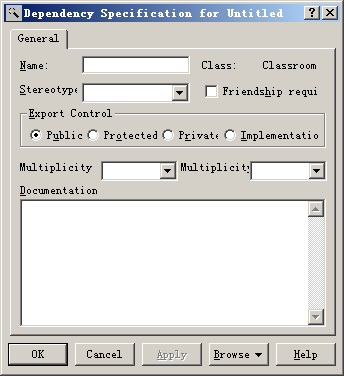 Dependency Specification for Untitled
General
Name: Class: Classroom
Stereotype Friendship requi
Export Control
Public Protected Private Implementatio
Multiplicity Multiplicity
Documentation
OK Cancel Apply Browse Help